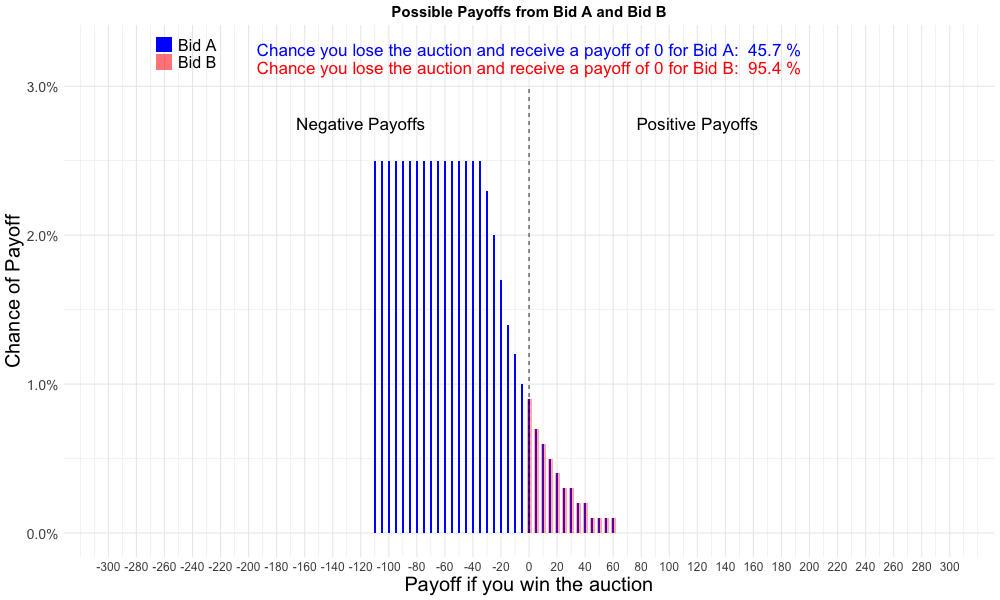 Possible Payoffs from Bid A and Bid B
Bid A
Bid B
Chance you lose the auction and receive a payoff of 0 for Bid A: 45.7 %
Chance you lose the auction and receive a payoff of 0 for Bid B: 95.4 %
Negative Payoffs
Positive Payoffs
Chance of Payoff
3.0%
2.0%
1.0%
0.0%
-300 -280 -260 -240 -220 -200 -180 -160 -140 -120 -100 -80 -60 -40 -20 0 20 40 60 80 100 120 140 160 180 200 220 240 260 280 300
Payoff if you win the auction